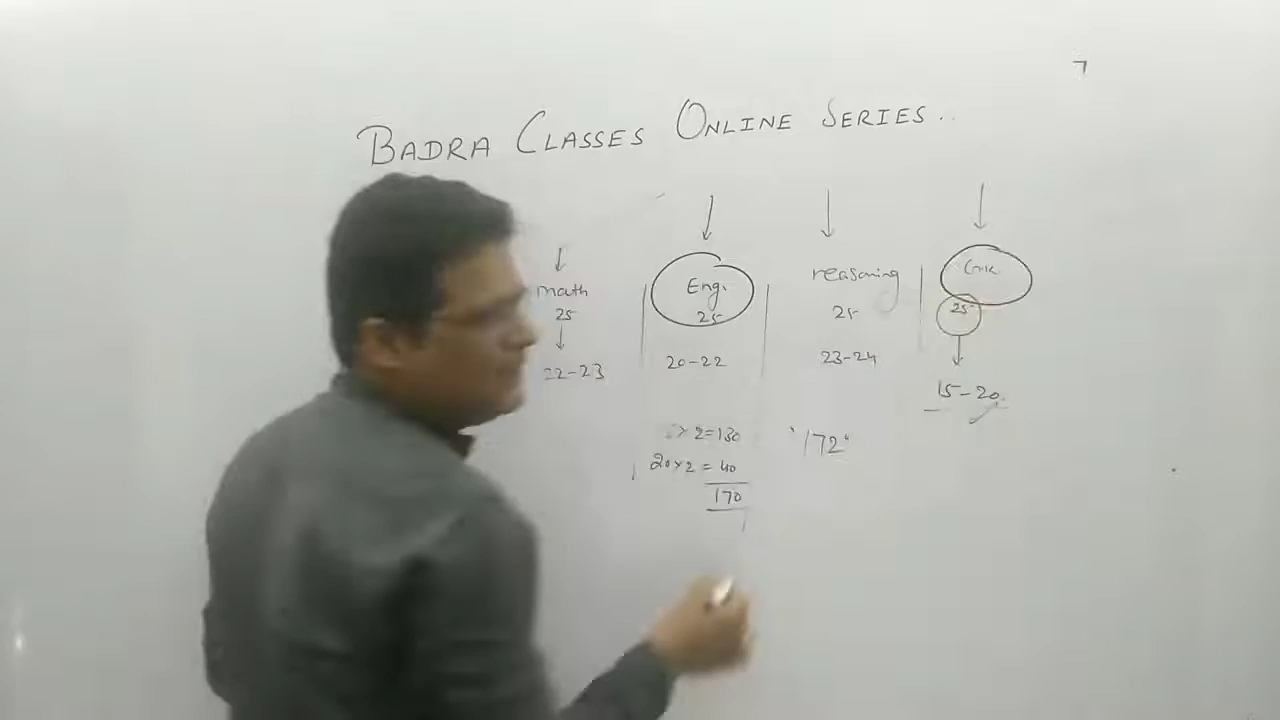 BADRA CLASSES ONLINE SERIES..
math Eng. reasoning
25 25 25 25
22-23 20-22 23-24 15-20
×2=130 "172"
20×2=40
170